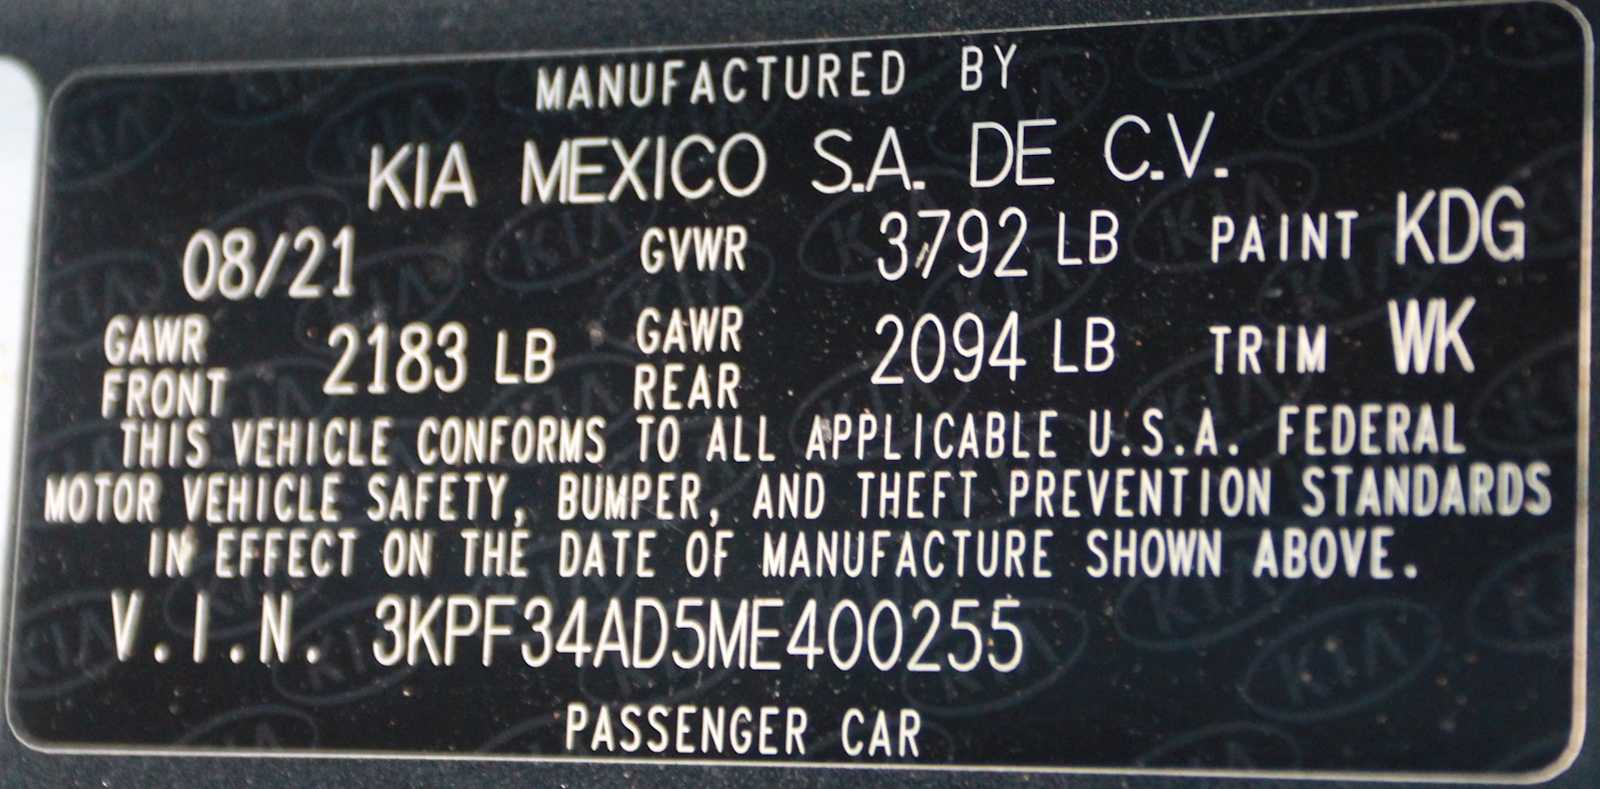 MANUFACTURED BY
KIA MEXICO S.A. DE C.V.
08/21 GVWR 3792 LB PAINT KDG
GAWR FRONT 2183 LB GAWR REAR 2094 LB TRIM WK
THIS VEHICLE CONFORMS TO ALL APPLICABLE U.S.A. FEDERAL
MOTOR VEHICLE SAFETY, BUMPER, AND THEFT PREVENTION STANDARDS
IN EFFECT ON THE DATE OF MANUFACTURE SHOWN ABOVE.
V.I.N. 3KPF34AD5ME400255
PASSENGER CAR